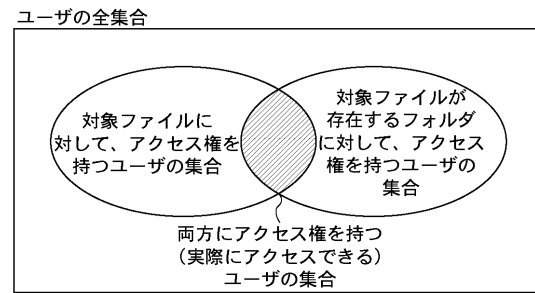 ユーザの全集合
対象ファイルに
対して、アクセス権を
持つユーザの集合
対象ファイルが
存在するフォルダ
に対して、アクセス
権を持つユーザの
集合
両方にアクセス権を持つ
（実際にアクセスできる）
ユーザの集合